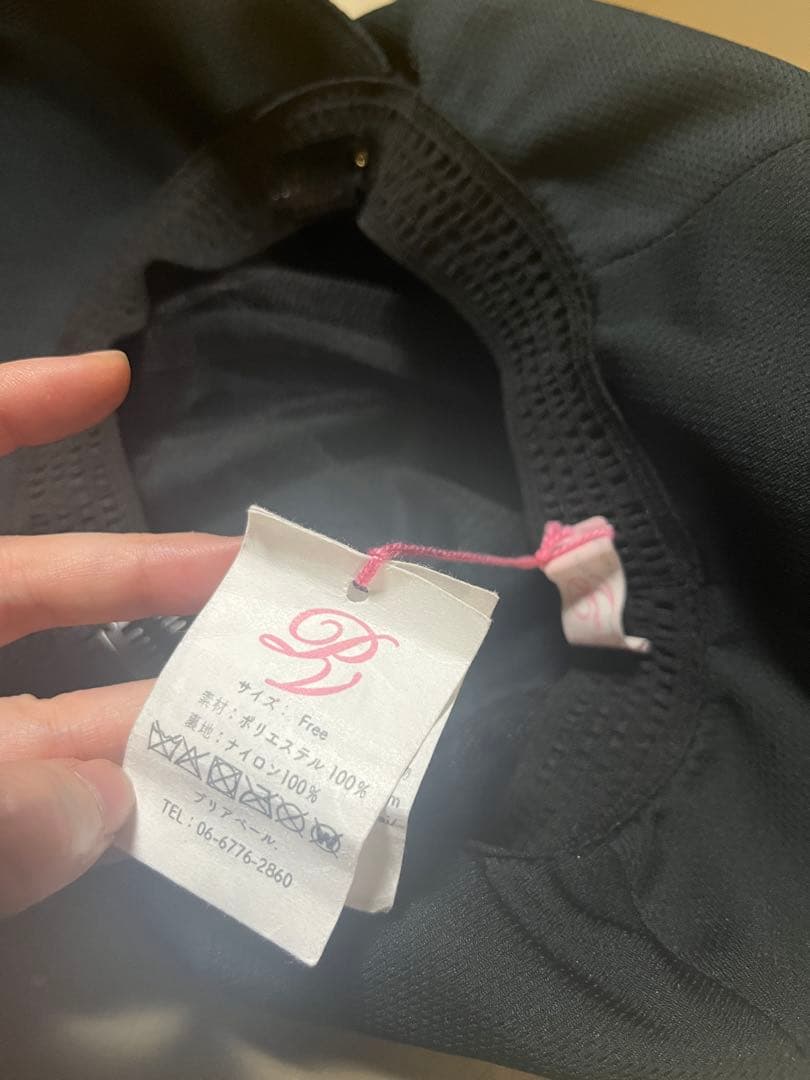 サイズ: Free
素材:ポリエステル100%
裏地:ナイロン100%
プリアベール.
TEL:06-6776-2860